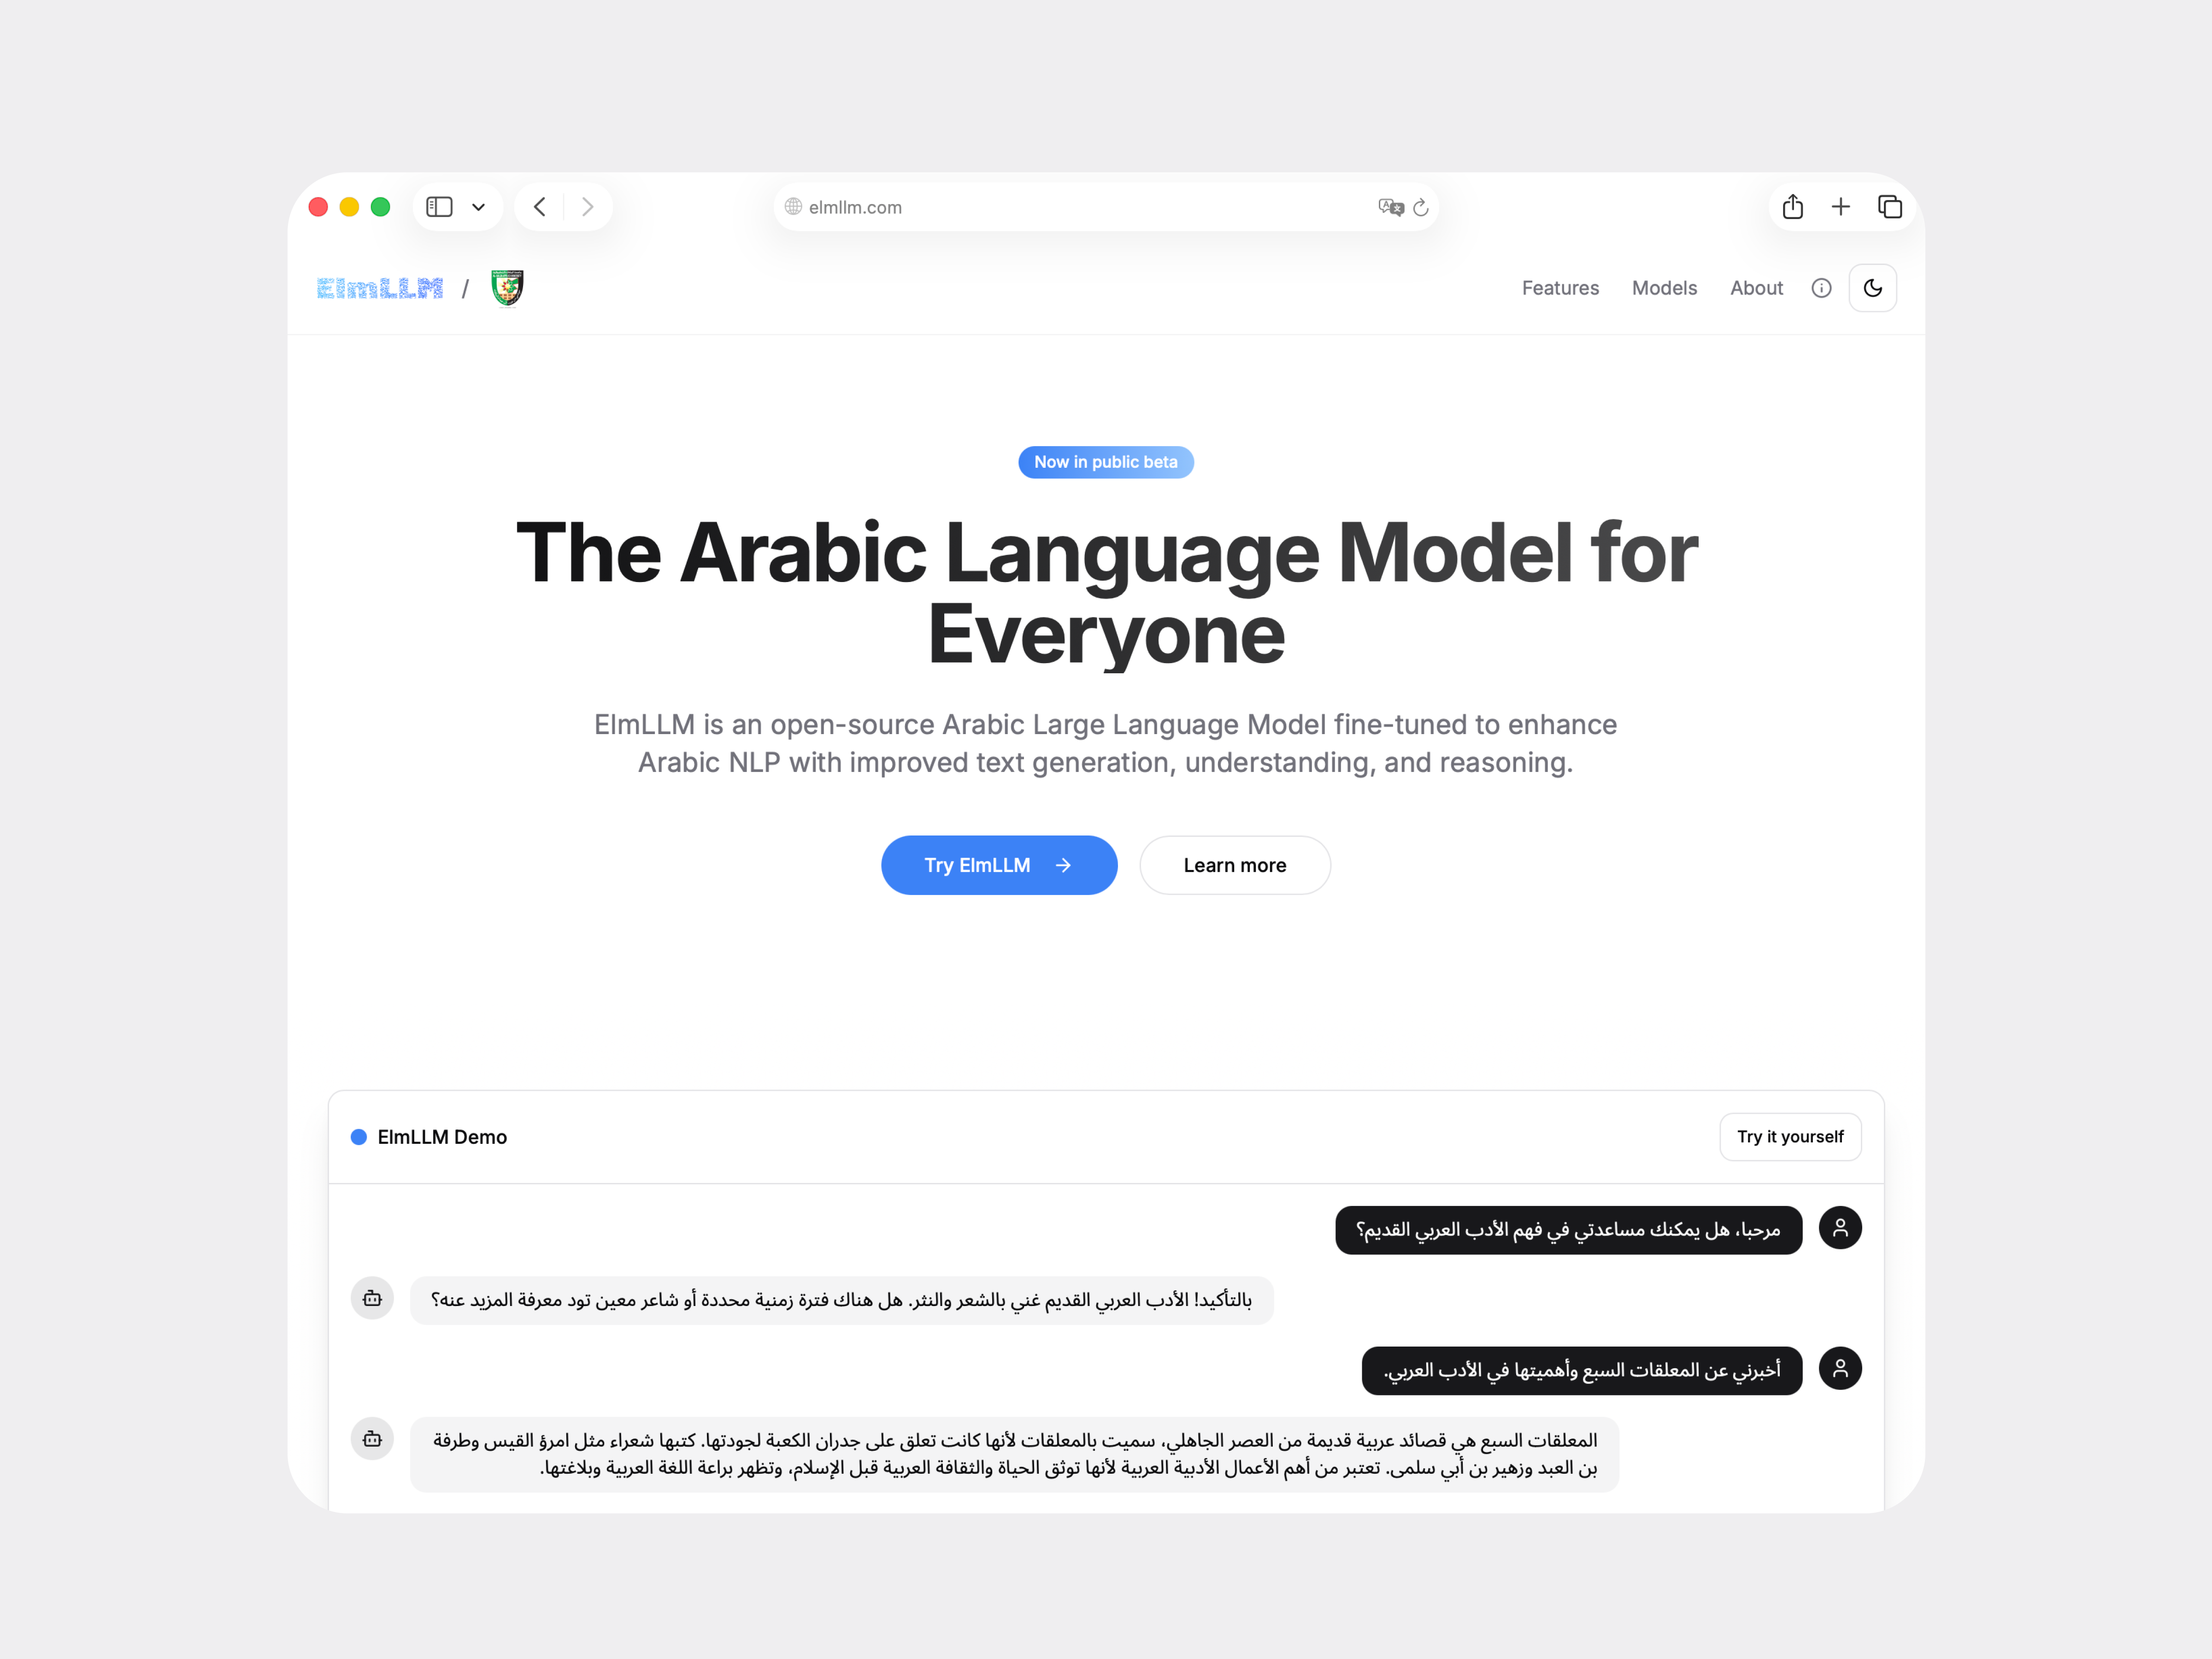 elmllm.com
ElmLLM /
Features Models About
Now in public beta
The Arabic Language Model for
Everyone
ElmLLM is an open-source Arabic Large Language Model fine-tuned to enhance
Arabic NLP with improved text generation, understanding, and reasoning.
Try ElmLLM → Learn more
ElmLLM Demo Try it yourself
مرحبا، هل يمكنك مساعدتي في فهم الأدب العربي القديم؟
بالتأكيد! الأدب العربي القديم غني بالشعر والنثر. هل هناك فترة زمنية محددة أو شاعر معين تود معرفة المزيد عنه؟
أخبرني عن المعلقات السبع وأهميتها في الأدب العربي.
المعلقات السبع هي قصائد عربية قديمة من العصر الجاهلي، سميت بالمعلقات لأنها كانت تعلق على جدران الكعبة لجودتها. كتبها شعراء مثل امرؤ القيس وطرفة
بن العبد وزهير بن أبي سلمى. تعتبر من أهم الأعمال الأدبية العربية لأنها توثق الحياة والثقافة العربية قبل الإسلام، وتظهر براعة اللغة العربية وبلاغتها.